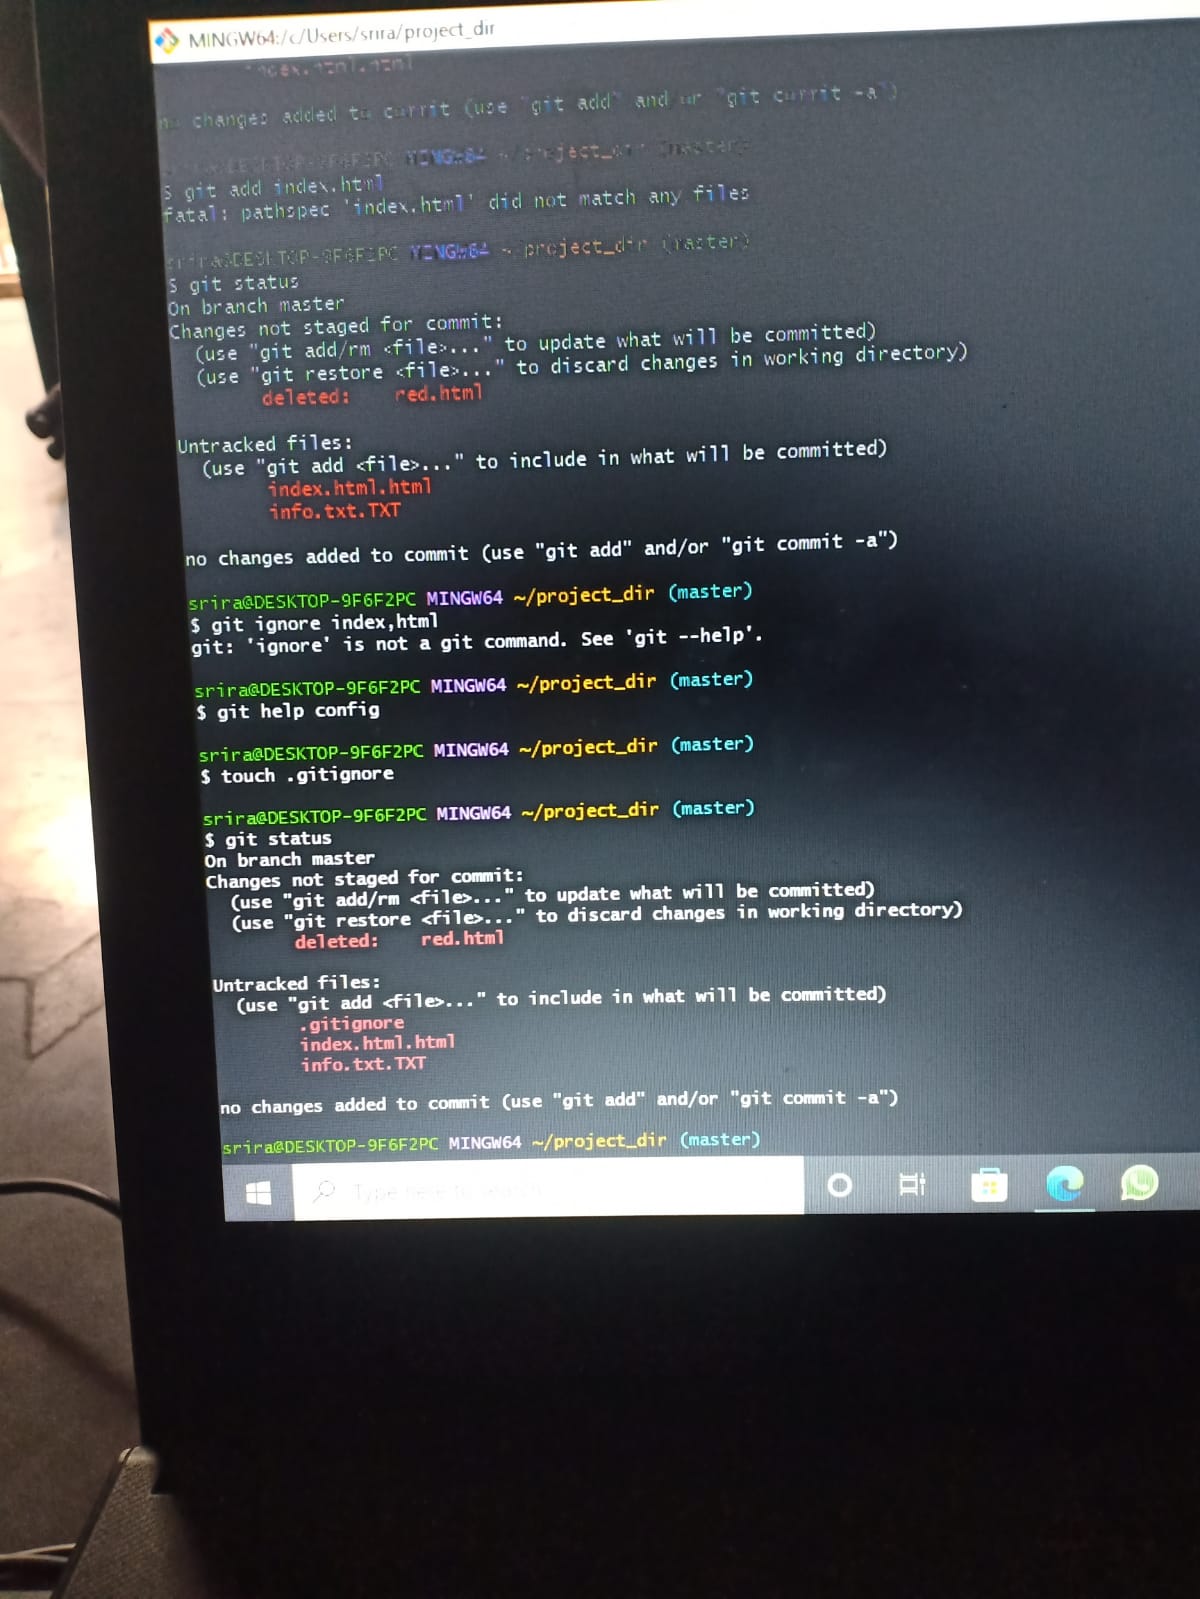 MINGW64:/c/Users/srira/project_dir
changes added to commit (use "git add" and/or "git commit -a")
MINGW64 ~/project_dir (master)
$ git add index.html
fatal: pathspec 'index.html' did not match any files
srira@DESKTOP-9F6F2PC MINGW64 ~/project_dir (master)
$ git status
On branch master
Changes not staged for commit:
(use "git add/rm <file>..." to update what will be committed)
(use "git restore <file>..." to discard changes in working directory)
deleted: red.html
Untracked files:
(use "git add <file>..." to include in what will be committed)
index.html.html
info.txt.TXT
no changes added to commit (use "git add" and/or "git commit -a")
srira@DESKTOP-9F6F2PC MINGW64 ~/project_dir (master)
$ git ignore index,html
git: 'ignore' is not a git command. See 'git --help'.
srira@DESKTOP-9F6F2PC MINGW64 ~/project_dir (master)
$ git help config
srira@DESKTOP-9F6F2PC MINGW64 ~/project_dir (master)
$ touch .gitignore
srira@DESKTOP-9F6F2PC MINGW64 ~/project_dir (master)
$ git status
On branch master
Changes not staged for commit:
(use "git add/rm <file>..." to update what will be committed)
(use "git restore <file>..." to discard changes in working directory)
deleted: red.html
Untracked files:
(use "git add <file>..." to include in what will be committed)
.gitignore
index.html.html
info.txt.TXT
no changes added to commit (use "git add" and/or "git commit -a")
srira@DESKTOP-9F6F2PC MINGW64 ~/project_dir (master)
Type here to search